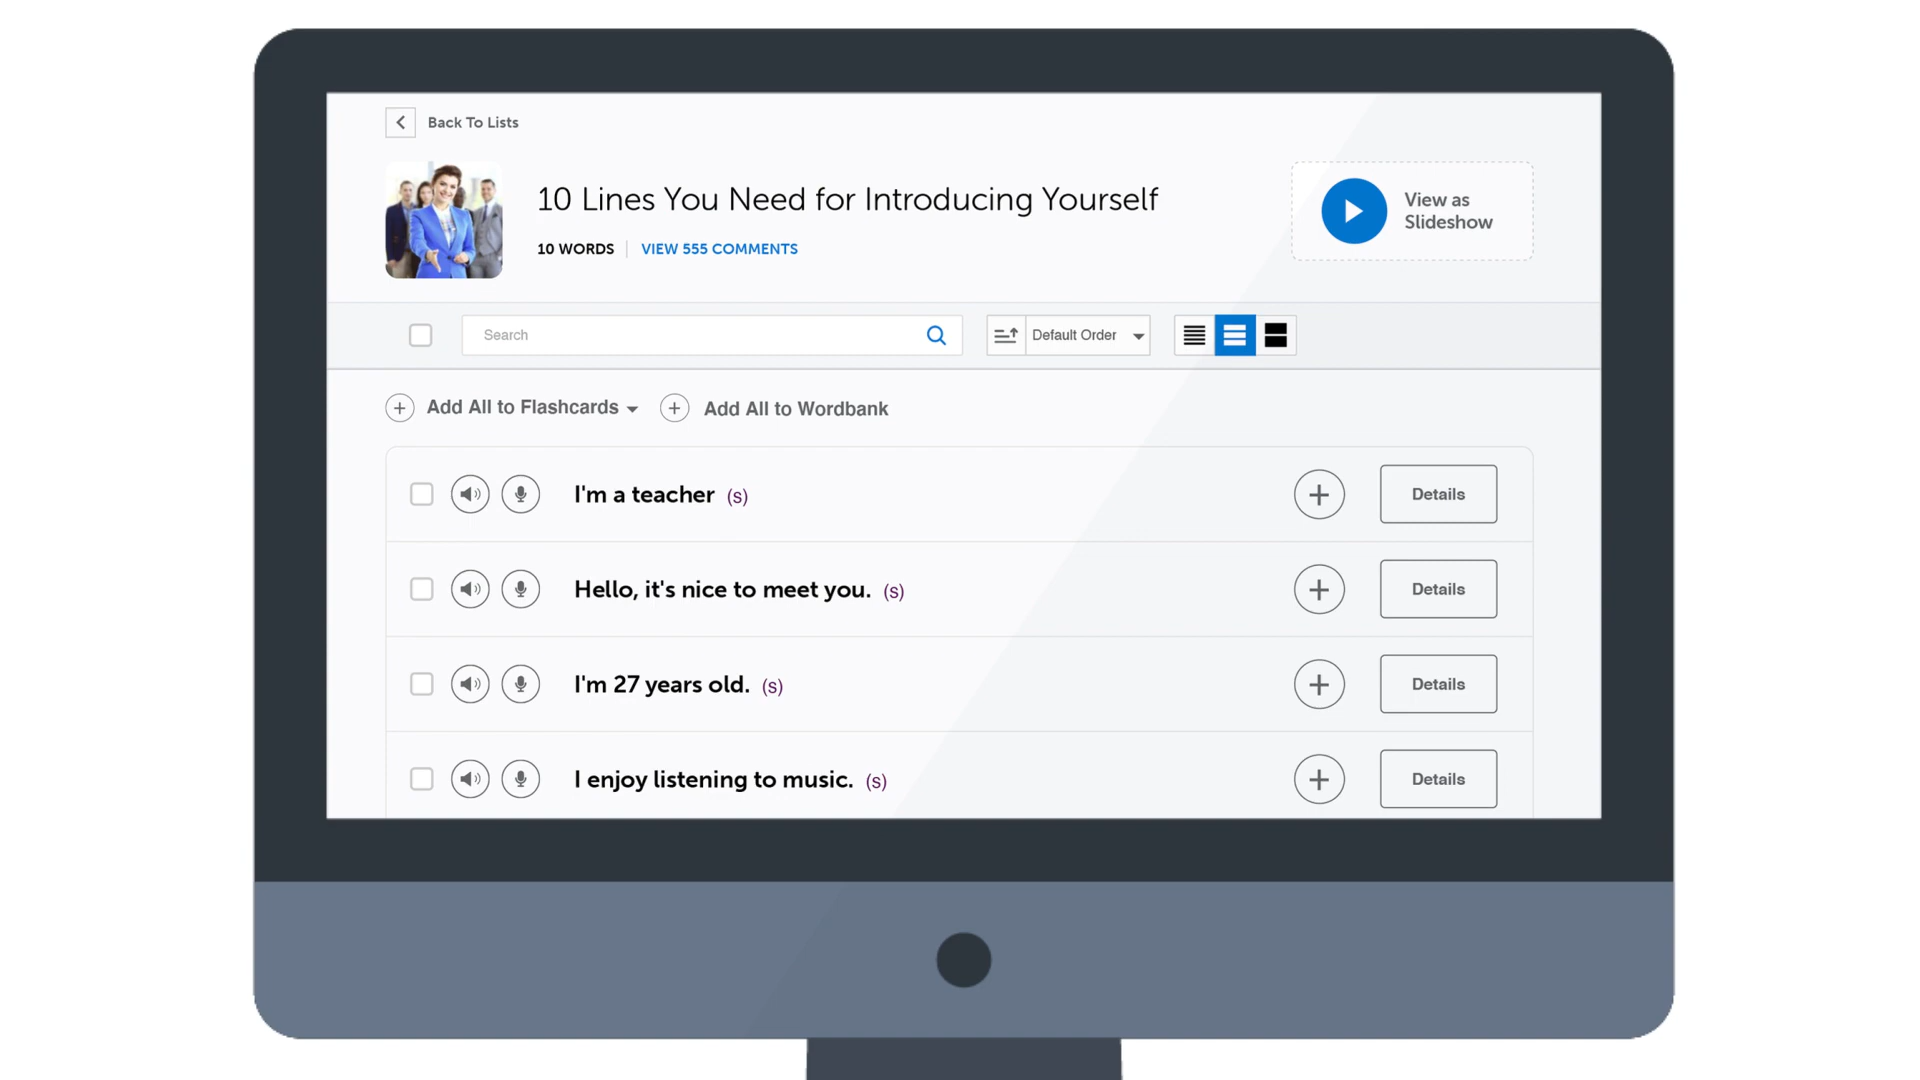 Back To Lists
10 Lines You Need for Introducing Yourself
10 WORDS VIEW 555 COMMENTS
View as
Slideshow
Search
Default Order
Add All to Flashcards
Add All to Wordbank
I'm a teacher (s)
Details
Hello, it's nice to meet you. (s)
Details
I'm 27 years old. (s)
Details
I enjoy listening to music. (s)
Details